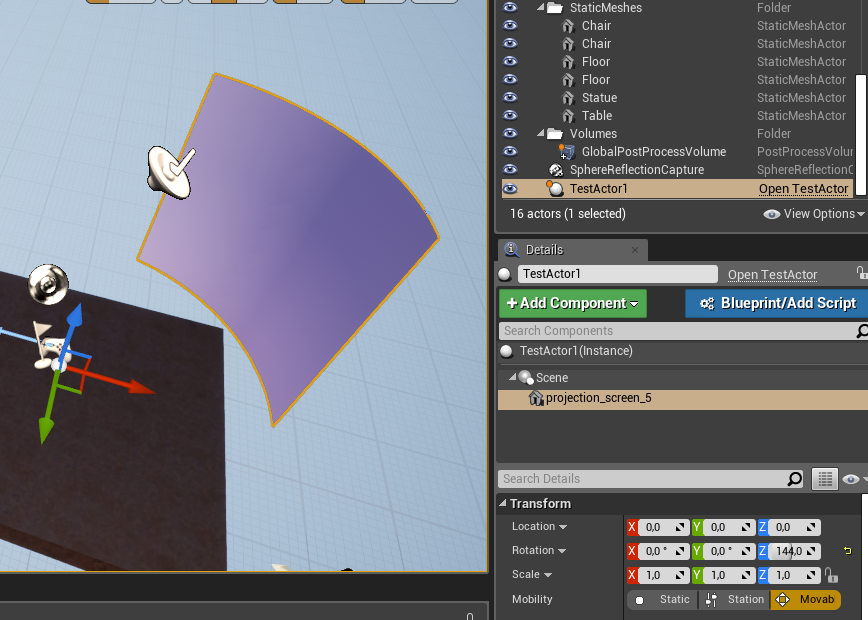 StaticMeshes Folder
Chair StaticMeshActor
Chair StaticMeshActor
Floor StaticMeshActor
Floor StaticMeshActor
Statue StaticMeshActor
Table StaticMeshActor
Volumes Folder
GlobalPostProcessVolume PostProcessVolur
SphereReflectionCapture SphereReflectionC
TestActor1 Open TestActor
16 actors (1 selected) View Options
Details
TestActor1 Open TestActor
+Add Component Blueprint/Add Script
Search Components
TestActor1(Instance)
Scene
projection_screen_5
Search Details
Transform
Location X 0,0 Y 0,0 Z 0,0
Rotation X 0,0 ° Y 0,0 ° Z 144,0
Scale X 1,0 Y 1,0 Z 1,0
Mobility Static Station Movab